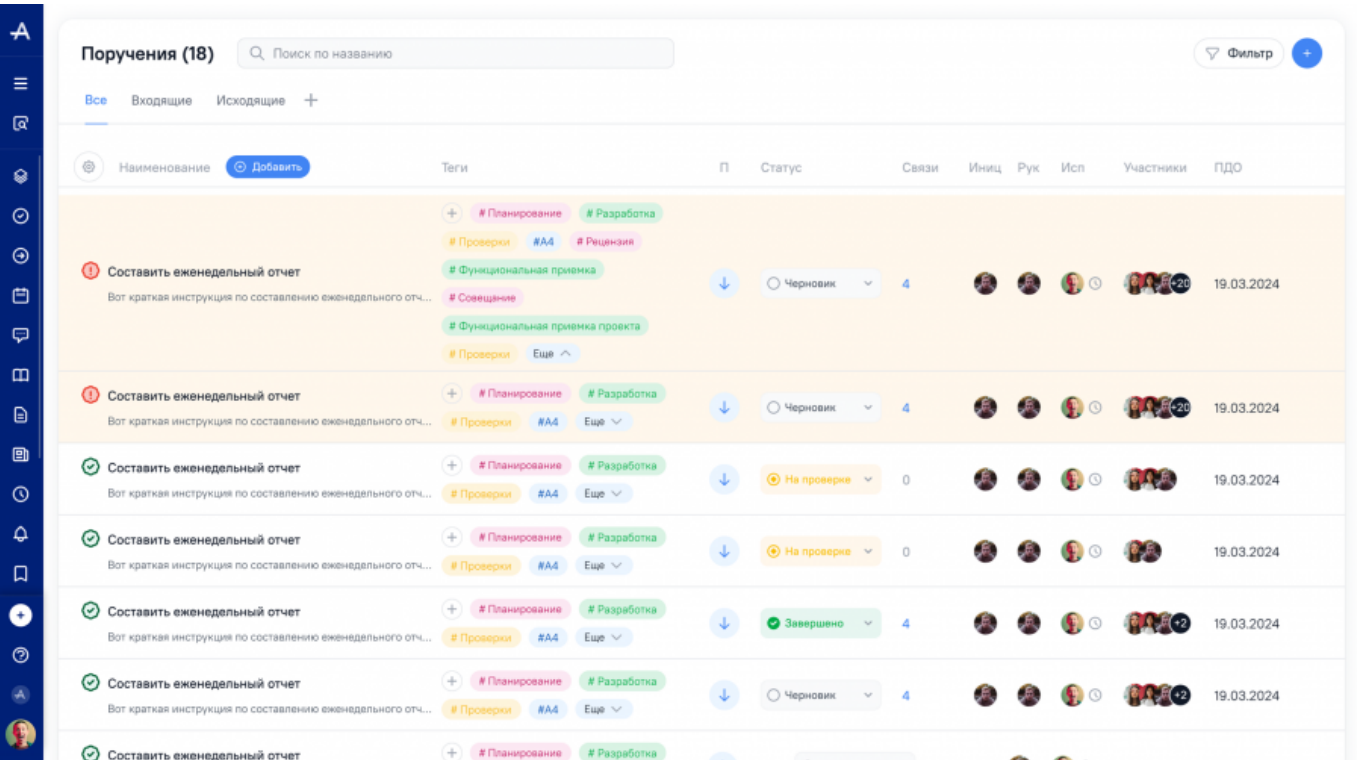 Поручения (18)
Поиск по названию
Фильтр
Все Входящие Исходящие
Наименование Добавить Теги П Статус Связи Иниц Рук Исп Участники ПДО
# Планирование # Разработка
# Проверки #A4 # Рецензия
Составить еженедельный отчет
# Функциональная приемка
Черновик 4 +20 19.03.2024
Вот краткая инструкция по составлению еженедельного отч...
# Совещание
# Функциональная приемка проекта
# Проверки Еще
Составить еженедельный отчет # Планирование # Разработка
Черновик 4 +20 19.03.2024
Вот краткая инструкция по составлению еженедельного отч... # Проверки #A4 Еще
Составить еженедельный отчет # Планирование # Разработка
На проверке 0 19.03.2024
Вот краткая инструкция по составлению еженедельного отч... # Проверки #A4 Еще
Составить еженедельный отчет # Планирование # Разработка
На проверке 0 19.03.2024
Вот краткая инструкция по составлению еженедельного отч... # Проверки #A4 Еще
Составить еженедельный отчет # Планирование # Разработка
Завершено 4 +2 19.03.2024
Вот краткая инструкция по составлению еженедельного отч... # Проверки #A4 Еще
Составить еженедельный отчет # Планирование # Разработка
Черновик 4 +2 19.03.2024
Вот краткая инструкция по составлению еженедельного отч... # Проверки #A4 Еще
Составить еженедельный отчет # Планирование # Разработка